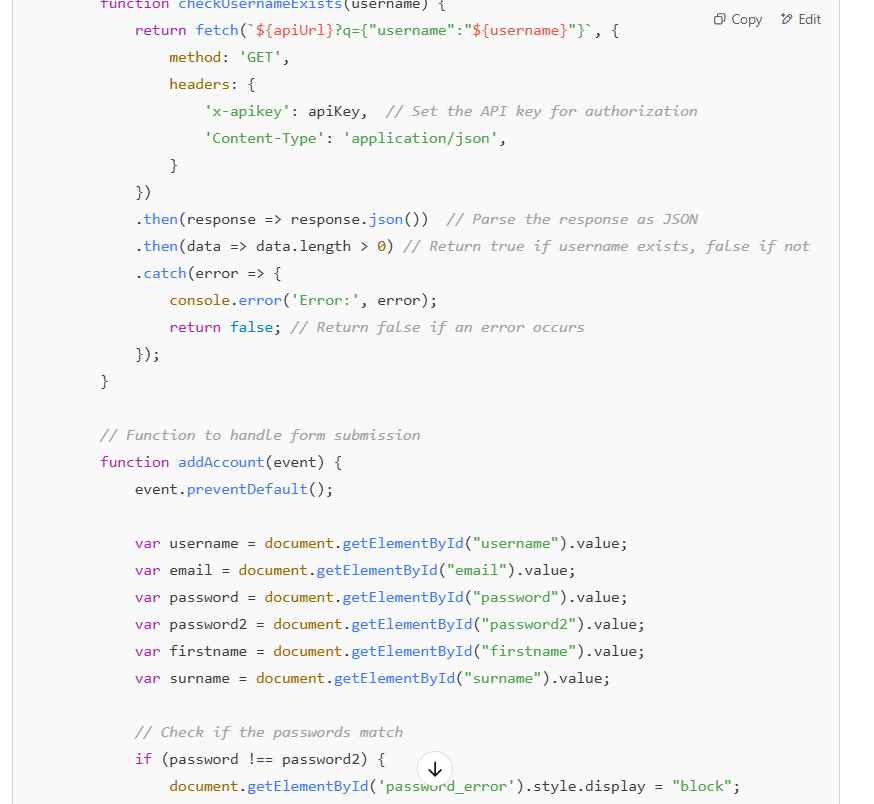 function checkUsernameExists(username) {
Copy Edit
return fetch(`${apiUrl}?q={"username":"${username}"}`, {
method: 'GET',
headers: {
'x-apikey': apiKey,  // Set the API key for authorization
'Content-Type': 'application/json',
}
})
.then(response => response.json())  // Parse the response as JSON
.then(data => data.length > 0) // Return true if username exists, false if not
.catch(error => {
console.error('Error:', error);
return false; // Return false if an error occurs
});
}
// Function to handle form submission
function addAccount(event) {
event.preventDefault();
var username = document.getElementById("username").value;
var email = document.getElementById("email").value;
var password = document.getElementById("password").value;
var password2 = document.getElementById("password2").value;
var firstname = document.getElementById("firstname").value;
var surname = document.getElementById("surname").value;
// Check if the passwords match
if (password !== password2) {
document.getElementById('password_error').style.display = "block";